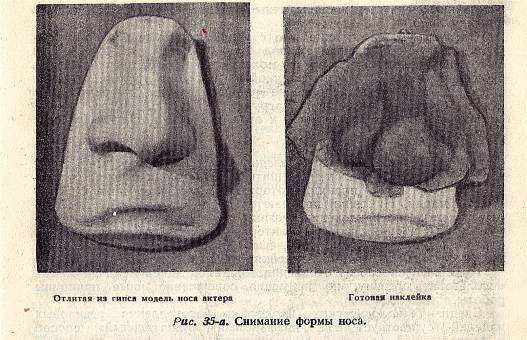 Отлитая из гипса модель носа актера
Готовая наклейка
Рис. 35-а. Снимание формы носа.